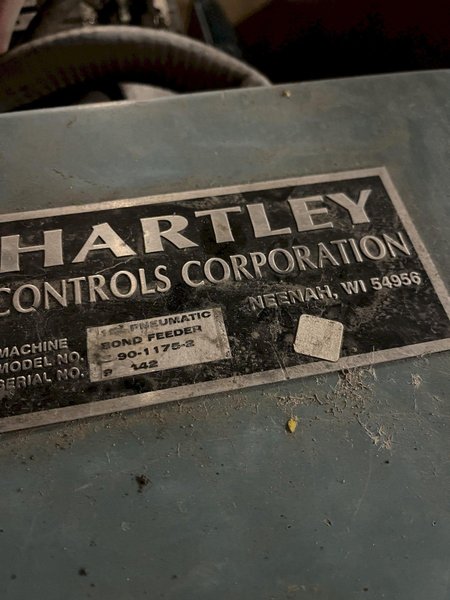 HARTLEY
CONTROLS CORPORATION
NEENAH, WI 54956
MACHINE PNEUMATIC
MODEL NO. BOND FEEDER
SERIAL NO. 90-1175-2
142